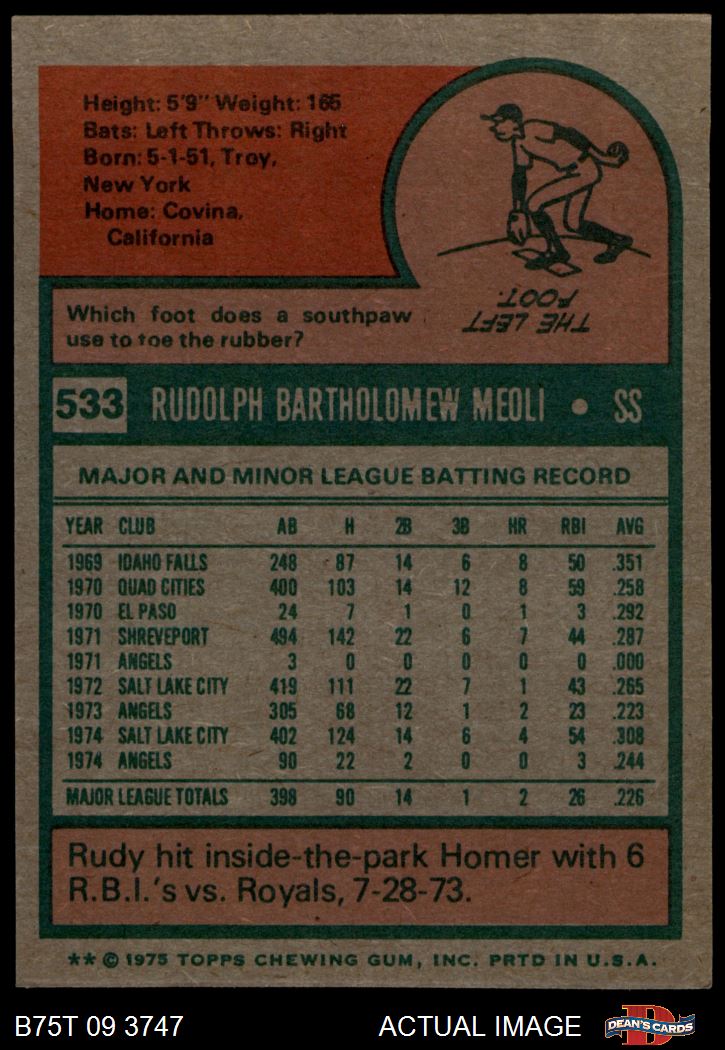 Height: 5'9" Weight: 165
Bats: Left Throws: Right
Born: 5-1-51, Troy,
New York
Home: Covina,
California
Which foot does a southpaw
use to toe the rubber?
THE LEFT
FOOT.
533 RUDOLPH BARTHOLOMEW MEOLI • SS
MAJOR AND MINOR LEAGUE BATTING RECORD
YEAR CLUB AB H 2B 3B HR RBI AVG
1969 IDAHO FALLS 248 87 14 6 8 50 .351
1970 QUAD CITIES 400 103 14 12 8 59 .258
1970 EL PASO 24 7 1 0 1 3 .292
1971 SHREVEPORT 494 142 22 6 7 44 .287
1971 ANGELS 3 0 0 0 0 0 .000
1972 SALT LAKE CITY 419 111 22 7 1 43 .265
1973 ANGELS 305 68 12 1 2 23 .223
1974 SALT LAKE CITY 402 124 14 6 4 54 .308
1974 ANGELS 90 22 2 0 0 3 .244
MAJOR LEAGUE TOTALS 398 90 14 1 2 26 .226
Rudy hit inside-the-park Homer with 6
R.B.I.'s vs. Royals, 7-28-73.
** © 1975 TOPPS CHEWING GUM, INC. PRTD IN U.S.A.
B75T 09 3747 ACTUAL IMAGE
DEAN'S CARDS